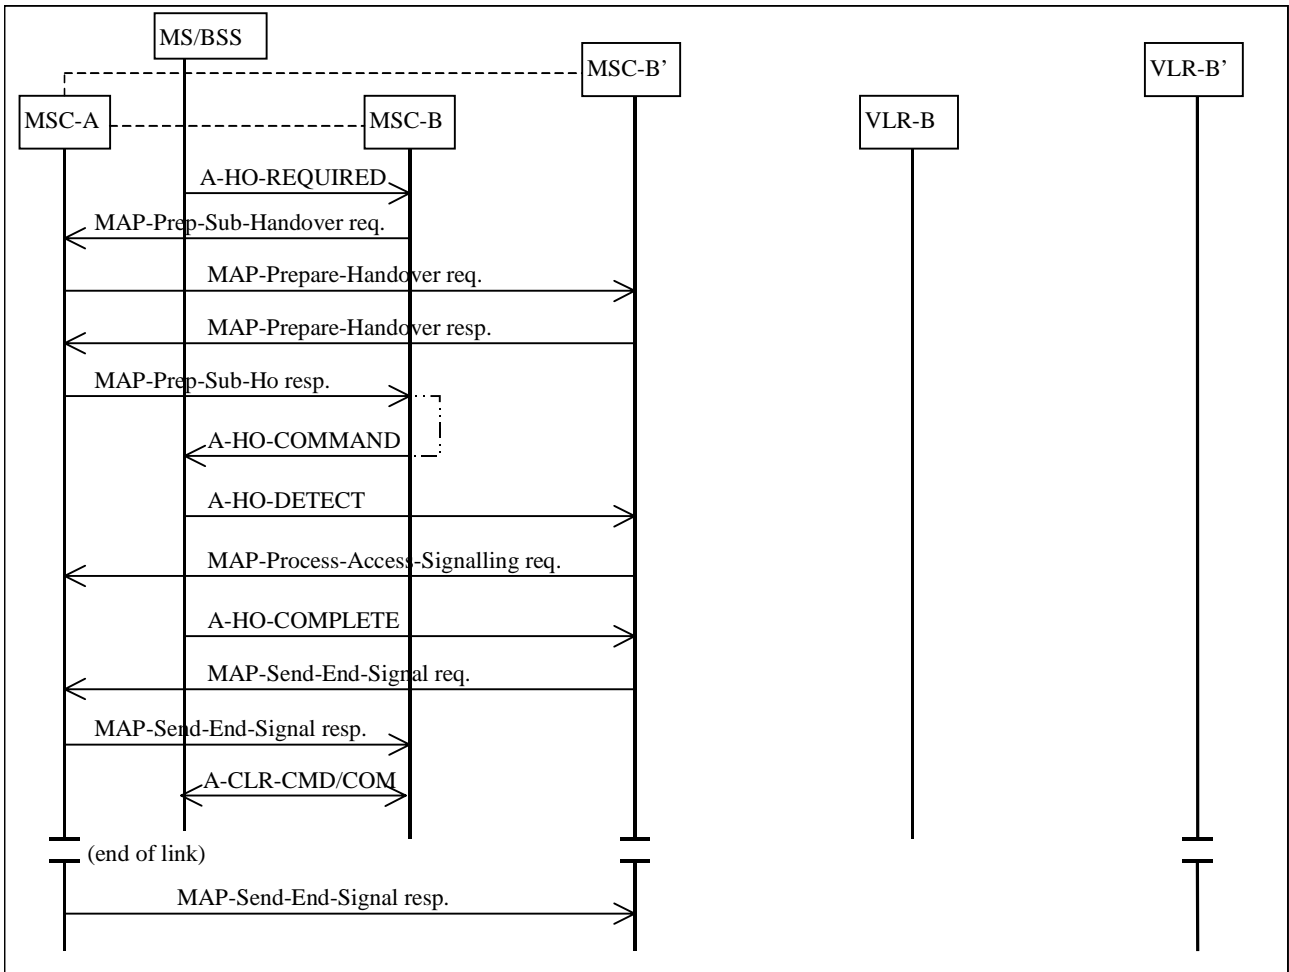 MS/BSS
MSC-B’
VLR-B’
MSC-A
MSC-B
VLR-B
A-HO-REQUIRED
MAP-Prep-Sub-Handover req.
MAP-Prepare-Handover req.
MAP-Prepare-Handover resp.
MAP-Prep-Sub-Ho resp.
A-HO-COMMAND
A-HO-DETECT
MAP-Process-Access-Signalling req.
A-HO-COMPLETE
MAP-Send-End-Signal req.
MAP-Send-End-Signal resp.
A-CLR-CMD/COM
(end of link)
MAP-Send-End-Signal resp.